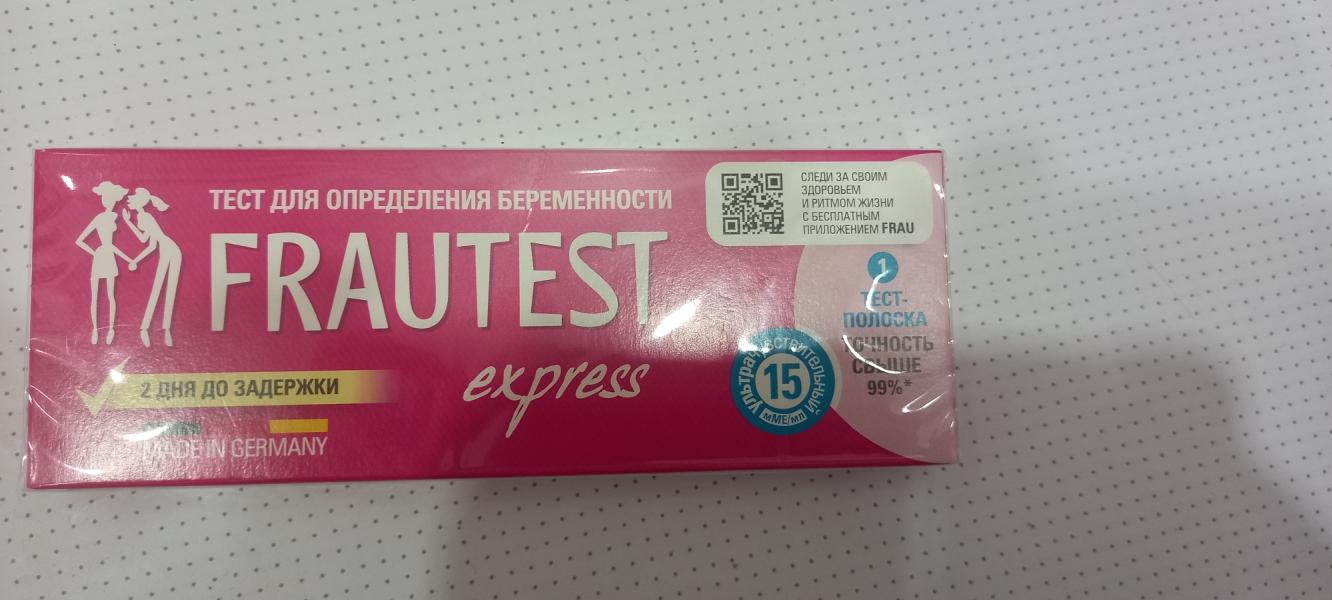 ТЕСТ ДЛЯ ОПРЕДЕЛЕНИЯ БЕРЕМЕННОСТИ
FRAUTEST
express
2 ДНЯ ДО ЗАДЕРЖКИ
MADE IN GERMANY
СЛЕДИ ЗА СВОИМ
ЗДОРОВЬЕМ
И РИТМОМ ЖИЗНИ
С БЕСПЛАТНЫМ
ПРИЛОЖЕНИЕМ FRAU
1
ТЕСТ-
ПОЛОСКА
ТОЧНОСТЬ
СВЫШЕ
99%*
ультрачувствительный
15
мМЕ/мл